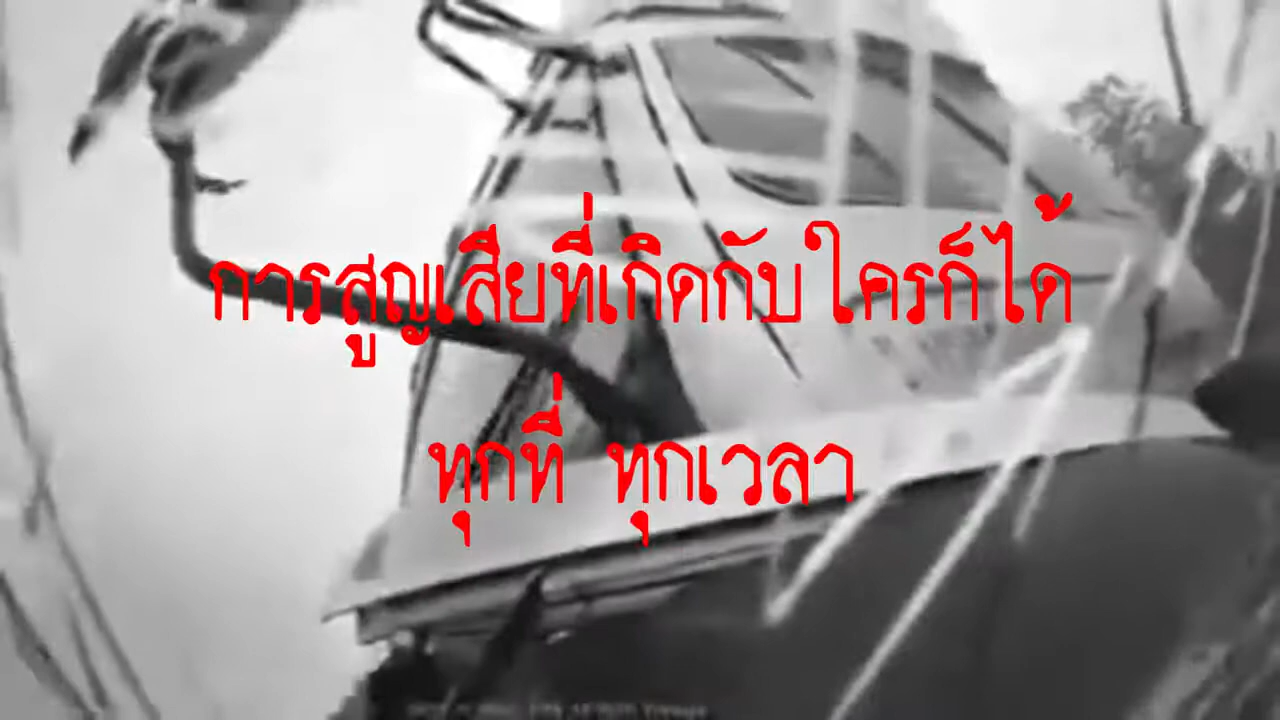 การสูญเสียที่เกิดกับใครก็ได้
ทุกที่ ทุกเวลา